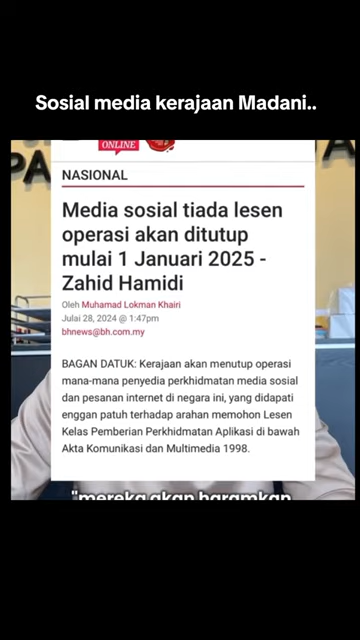 Sosial media kerajaan Madani..
ONLINE
PA
NASIONAL
Media sosial tiada lesen
operasi akan ditutup
mulai 1 Januari 2025 -
Zahid Hamidi
Oleh Muhamad Lokman Khairi
Julai 28, 2024 @ 1:47pm
bhnews@bh.com.my
BAGAN DATUK: Kerajaan akan menutup operasi
mana-mana penyedia perkhidmatan media sosial
dan pesanan internet di negara ini, yang didapati
enggan patuh terhadap arahan memohon Lesen
Kelas Pemberian Perkhidmatan Aplikasi di bawah
Akta Komunikasi dan Multimedia 1998.
"mereka akan haramkan